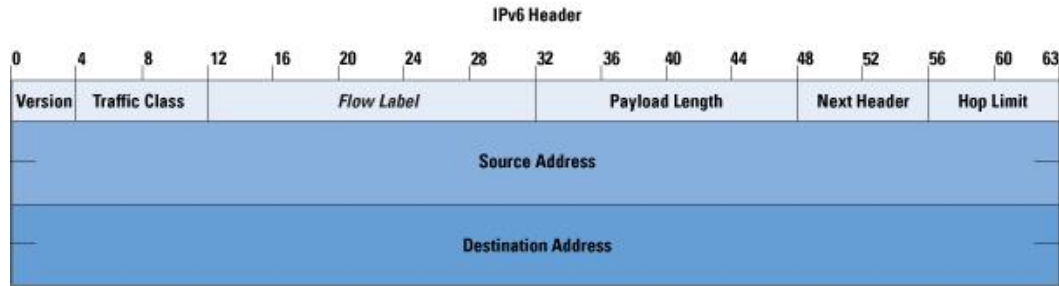 IPv6 Header
0 4 8 12 16 20 24 28 32 36 40 44 48 52 56 60 63
Version Traffic Class Flow Label Payload Length Next Header Hop Limit
Source Address
Destination Address